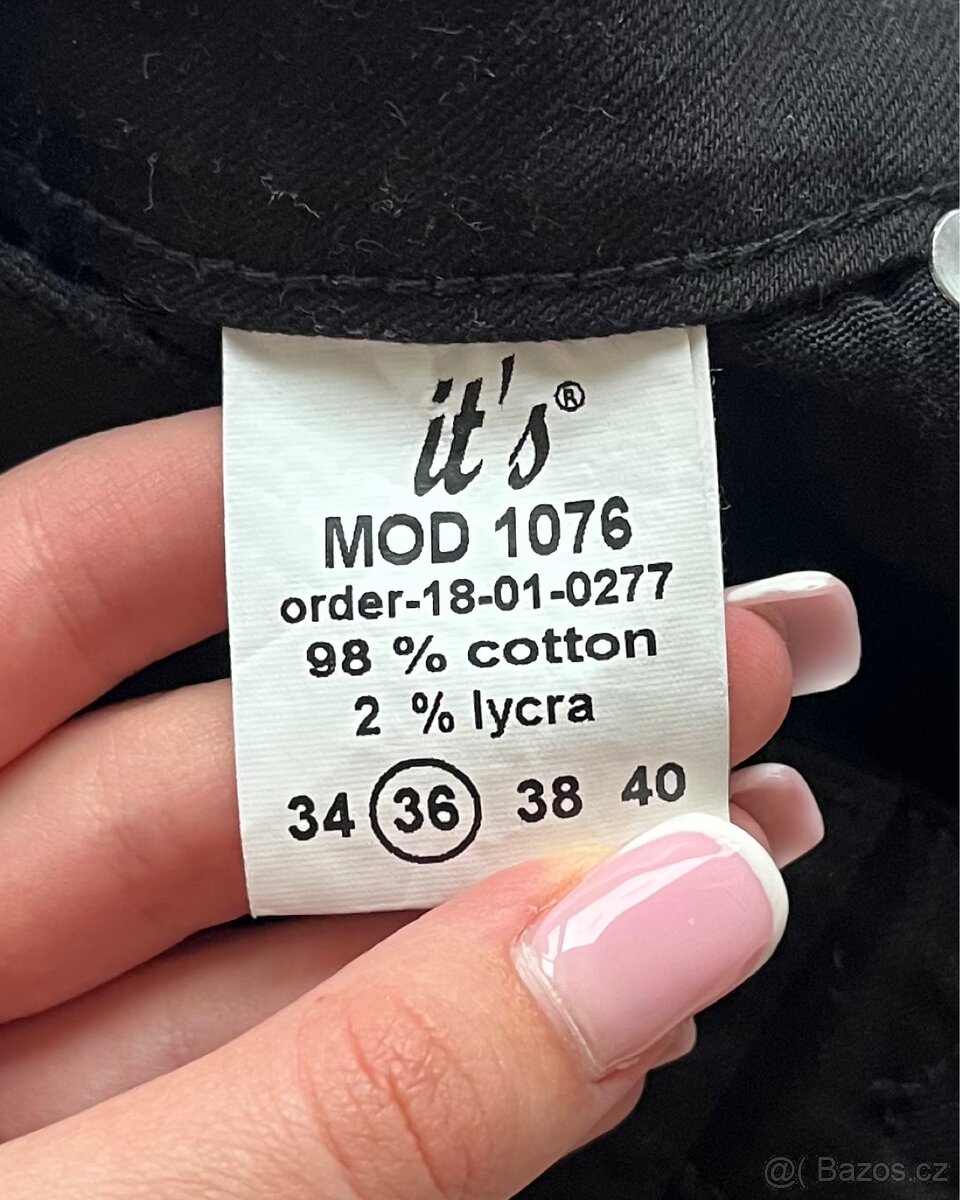 it's®
MOD 1076
order-18-01-0277
98 % cotton
2 % lycra
34 36 38 40
@( Bazos.cz